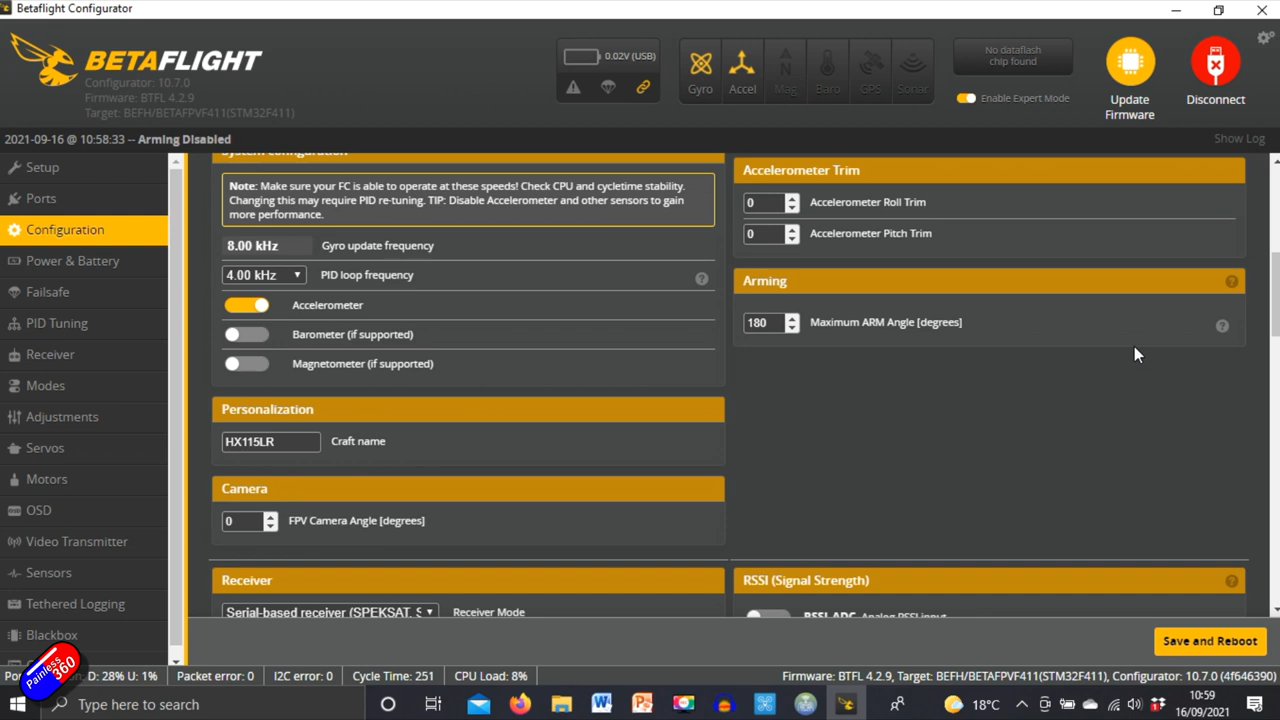 Betaflight Configurator
BETAFLIGHT
Configurator: 10.7.0
Firmware: BTFL 4.2.9
Target: BEFH/BETAFPVF411(STM32F411)
0.02V (USB)
Gyro
Accel
Mag
Baro
GPS
Sonar
No dataflash
chip found
Enable Expert Mode
Update
Firmware
Disconnect
2021-09-16 @ 10:58:33 -- Arming Disabled
Show Log
Setup
Ports
Configuration
Power & Battery
Failsafe
PID Tuning
Receiver
Modes
Adjustments
Servos
Motors
OSD
Video Transmitter
Sensors
Tethered Logging
Blackbox
System configuration
Note: Make sure your FC is able to operate at these speeds! Check CPU and cycletime stability.
Changing this may require PID re-tuning. TIP: Disable Accelerometer and other sensors to gain
more performance.
8.00 kHz Gyro update frequency
4.00 kHz PID loop frequency
Accelerometer
Barometer (if supported)
Magnetometer (if supported)
Personalization
HX115LR Craft name
Camera
0 FPV Camera Angle [degrees]
Receiver
Serial-based receiver (SPEKSAT, S Receiver Mode
Accelerometer Trim
0 Accelerometer Roll Trim
0 Accelerometer Pitch Trim
Arming
180 Maximum ARM Angle [degrees]
RSSI (Signal Strength)
RSSI_ADC Analog RSSI input
Save and Reboot
Painless
360
D: 28% U: 1% Packet error: 0 I2C error: 0 Cycle Time: 251 CPU Load: 8% Firmware: BTFL 4.2.9, Target: BEFH/BETAFPVF411(STM32F411), Configurator: 10.7.0 (4f646390)
Type here to search
18°C
10:59
16/09/2021